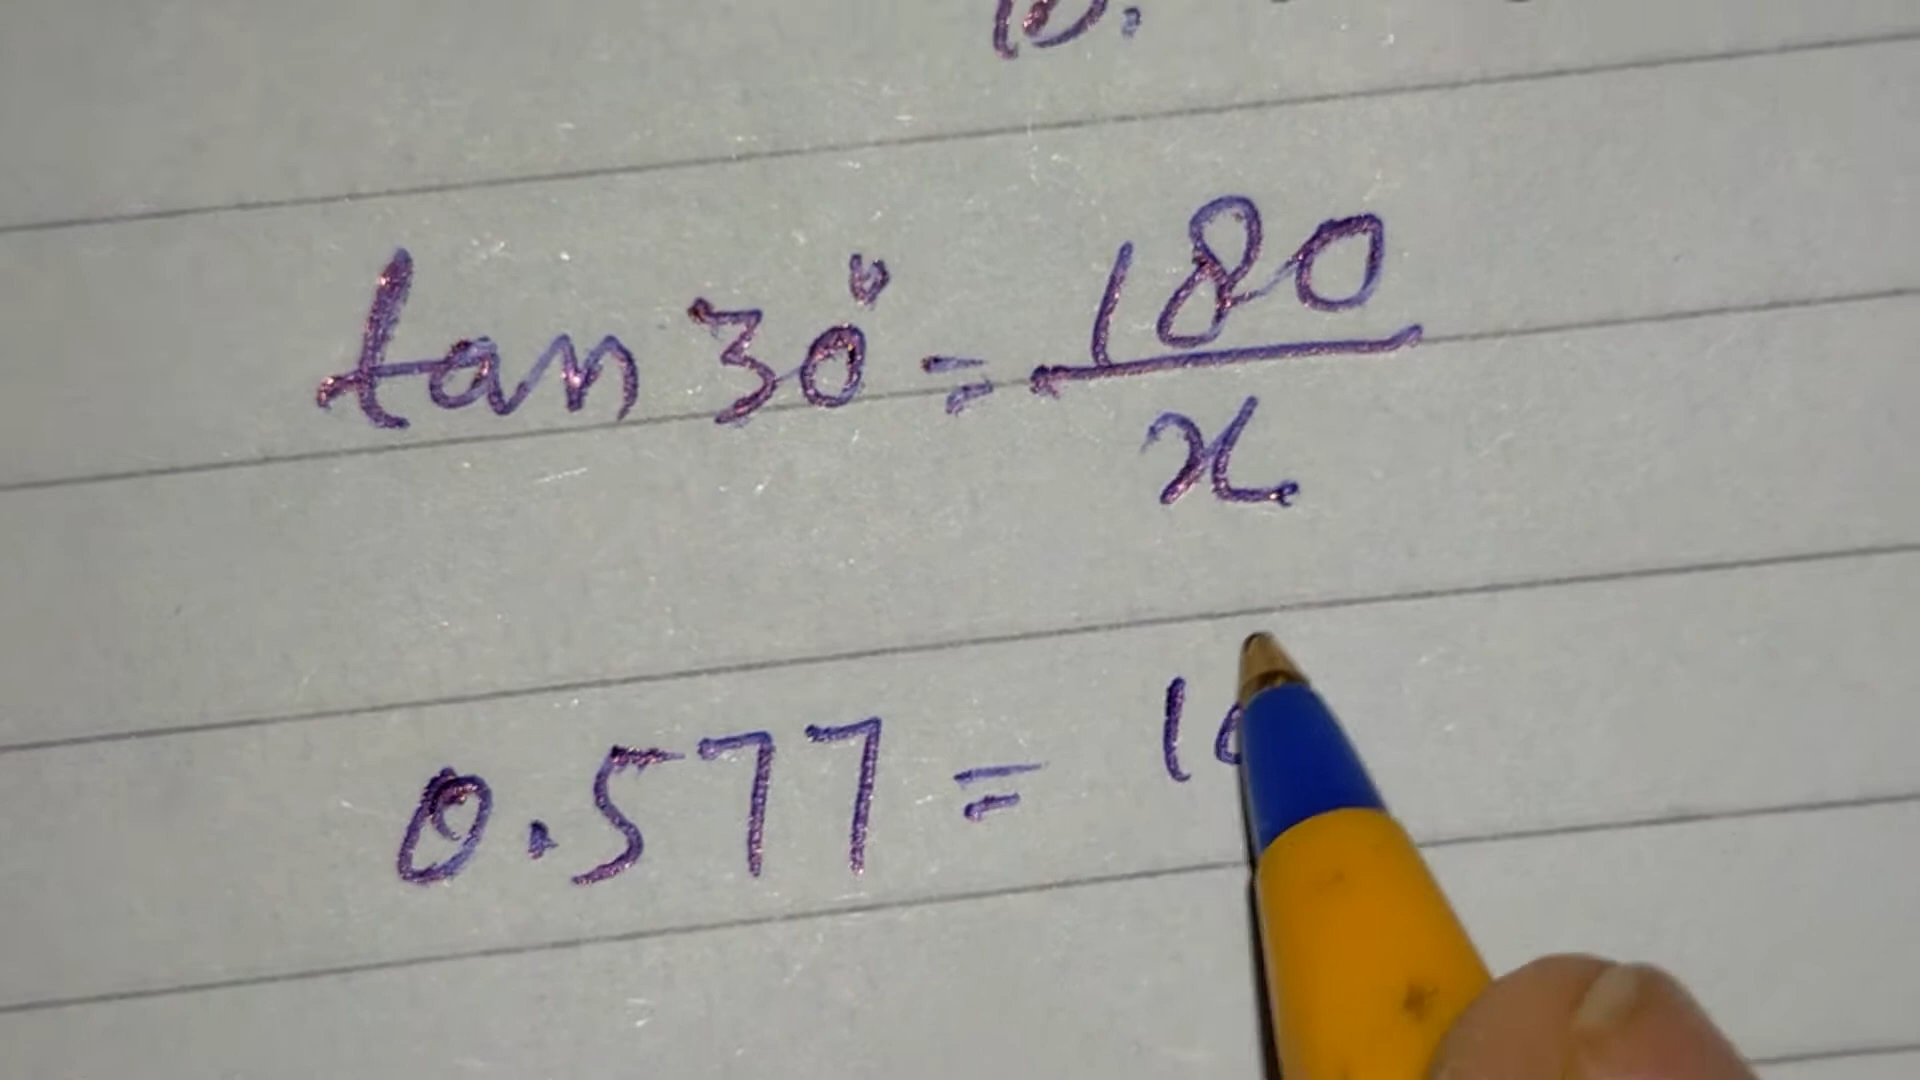 tan 30° = 180/x
0.577 = 1